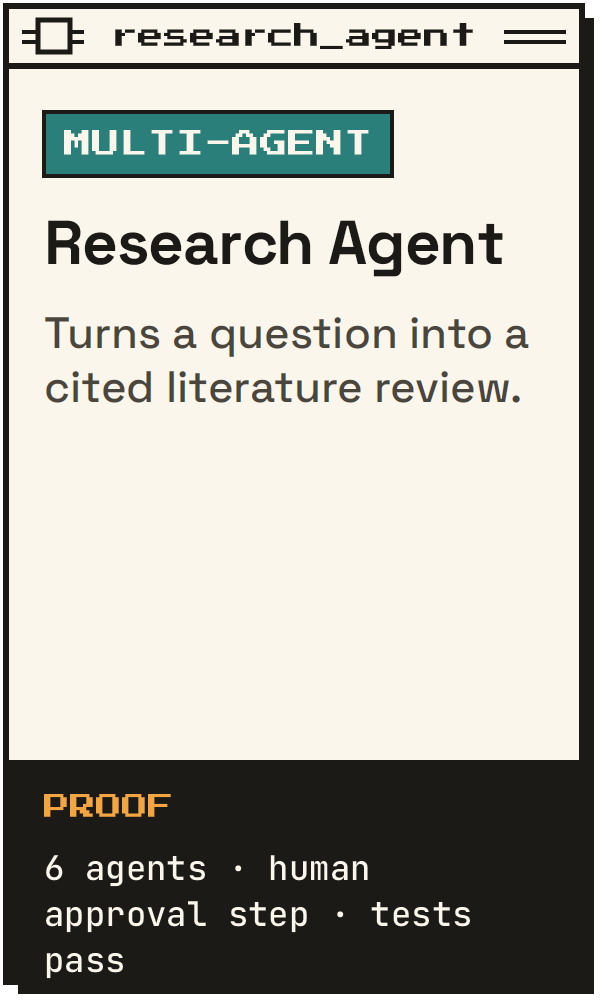 research_agent
MULTI-AGENT
Research Agent
Turns a question into a
cited literature review.
PROOF
6 agents · human
approval step · tests
pass